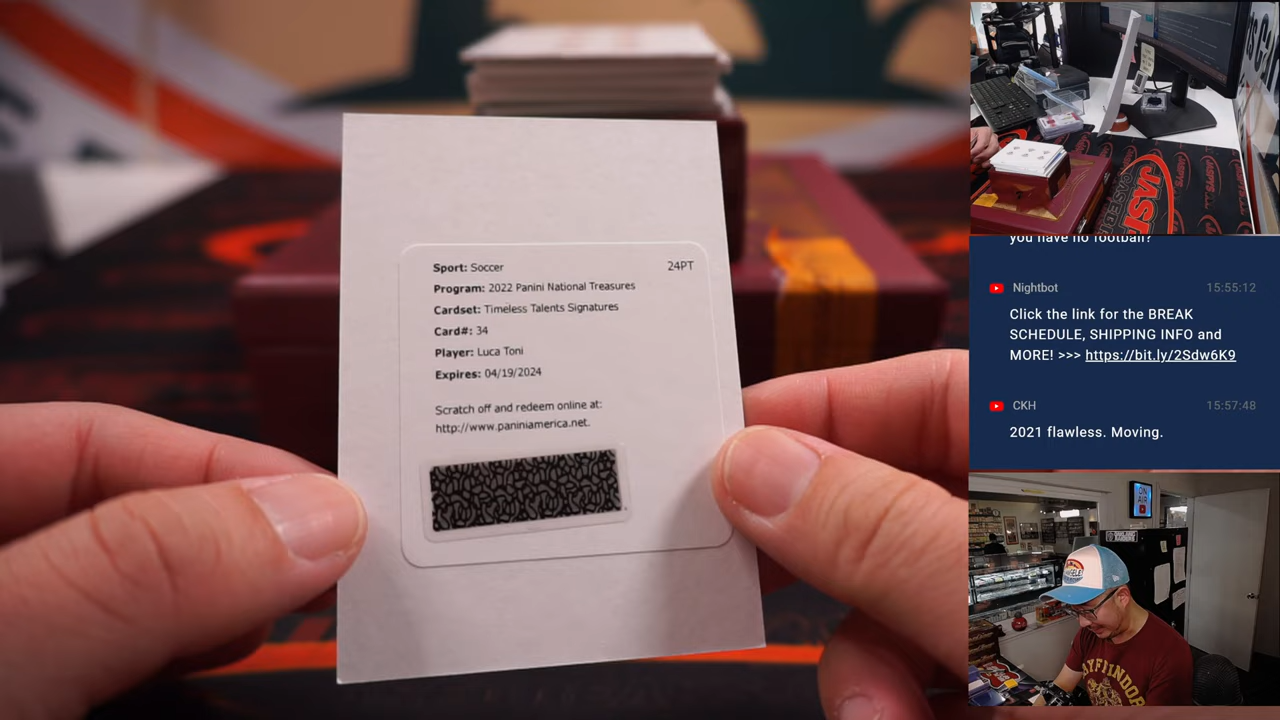 Sport: Soccer
24PT
Program: 2022 Panini National Treasures
Cardset: Timeless Talents Signatures
Card#: 34
Player: Luca Toni
Expires: 04/19/2024
Scratch off and redeem online at:
http://www.paniniamerica.net.
you have no football?
Nightbot
15:55:12
Click the link for the BREAK
SCHEDULE, SHIPPING INFO and
MORE! >>> https://bit.ly/2Sdw6K9
CKH
15:57:48
2021 flawless. Moving.
ON
AIR